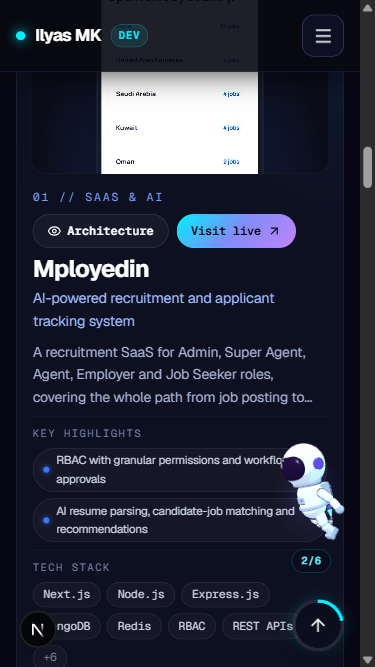 Ilyas MK DEV
Saudi Arabia 4 jobs
Kuwait 4 jobs
Oman 2 jobs
01 // SAAS & AI
Architecture
Visit live
Mployedin
AI-powered recruitment and applicant
tracking system
A recruitment SaaS for Admin, Super Agent,
Agent, Employer and Job Seeker roles,
covering the whole path from job posting to…
KEY HIGHLIGHTS
RBAC with granular permissions and workflo
approvals
AI resume parsing, candidate-job matching and
recommendations
2/6
TECH STACK
Next.js Node.js Express.js
N ngoDB Redis RBAC REST APIs
+6